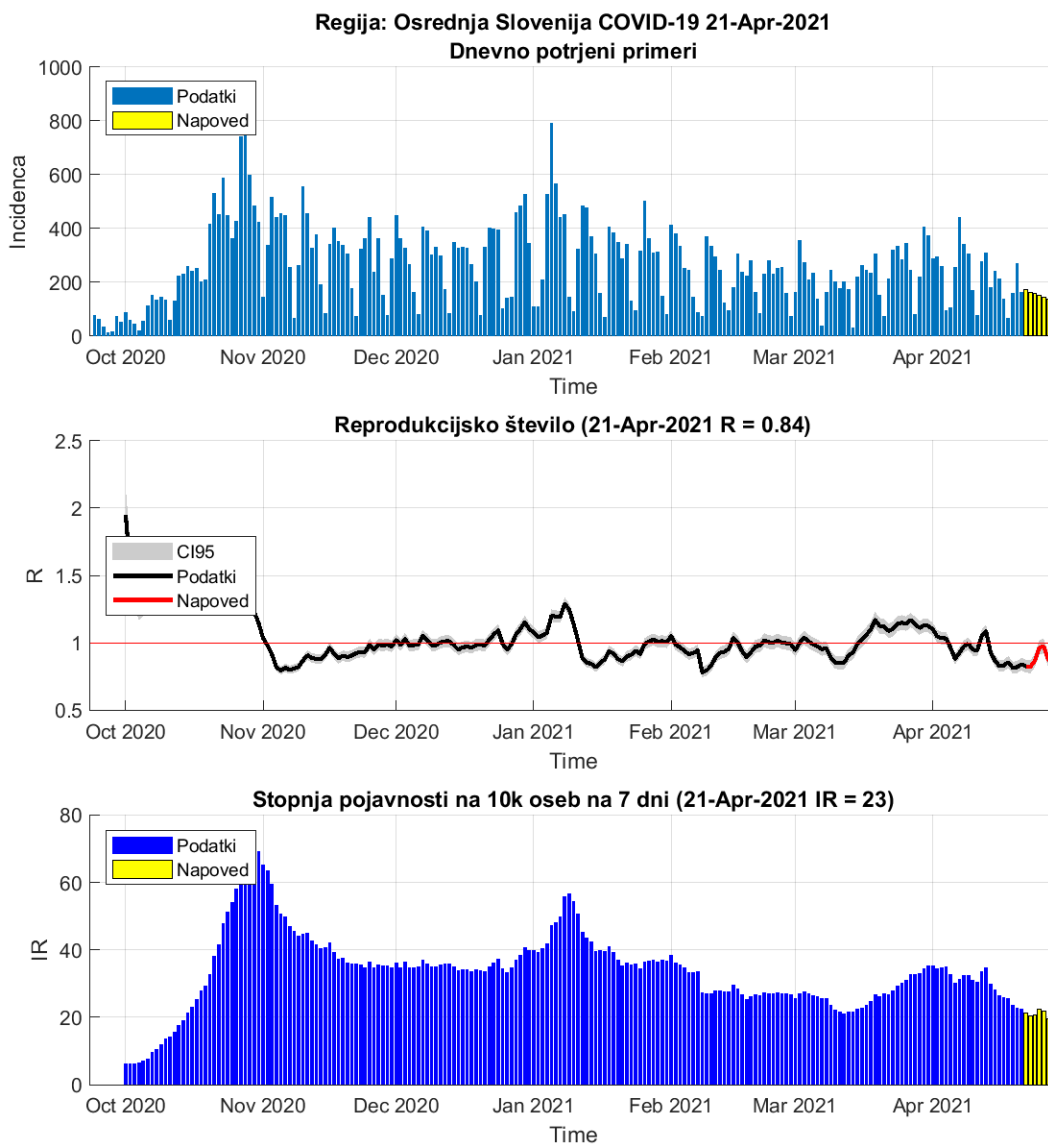 Regija: Osrednja Slovenija COVID-19 21-Apr-2021
Dnevno potrjeni primeri
1000
800
600
400
200
0
Incidenca
Podatki
Napoved
Oct 2020 Nov 2020 Dec 2020 Jan 2021 Feb 2021 Mar 2021 Apr 2021
Time
Reprodukcijsko število (21-Apr-2021 R = 0.84)
2.5
2
1.5
1
0.5
R
CI95
Podatki
Napoved
Oct 2020 Nov 2020 Dec 2020 Jan 2021 Feb 2021 Mar 2021 Apr 2021
Time
Stopnja pojavnosti na 10k oseb na 7 dni (21-Apr-2021 IR = 23)
80
60
40
20
0
IR
Podatki
Napoved
Oct 2020 Nov 2020 Dec 2020 Jan 2021 Feb 2021 Mar 2021 Apr 2021
Time